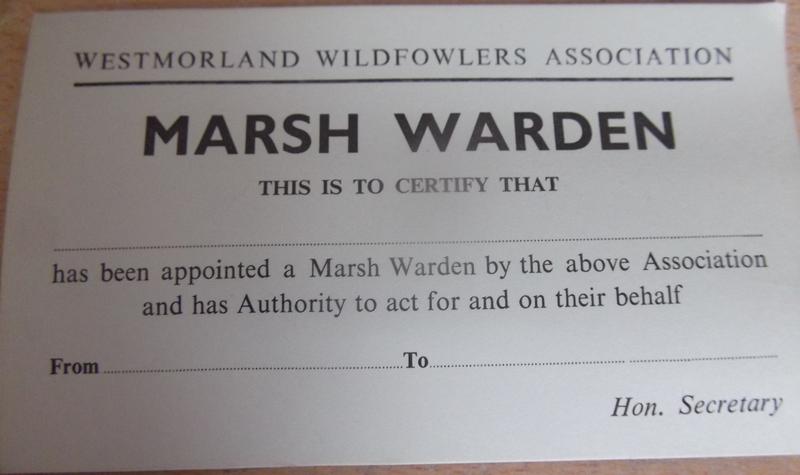 WESTMORLAND WILDFOWLERS ASSOCIATION
MARSH WARDEN
THIS IS TO CERTIFY THAT
has been appointed a Marsh Warden by the above Association
and has Authority to act for and on their behalf
From To
Hon. Secretary